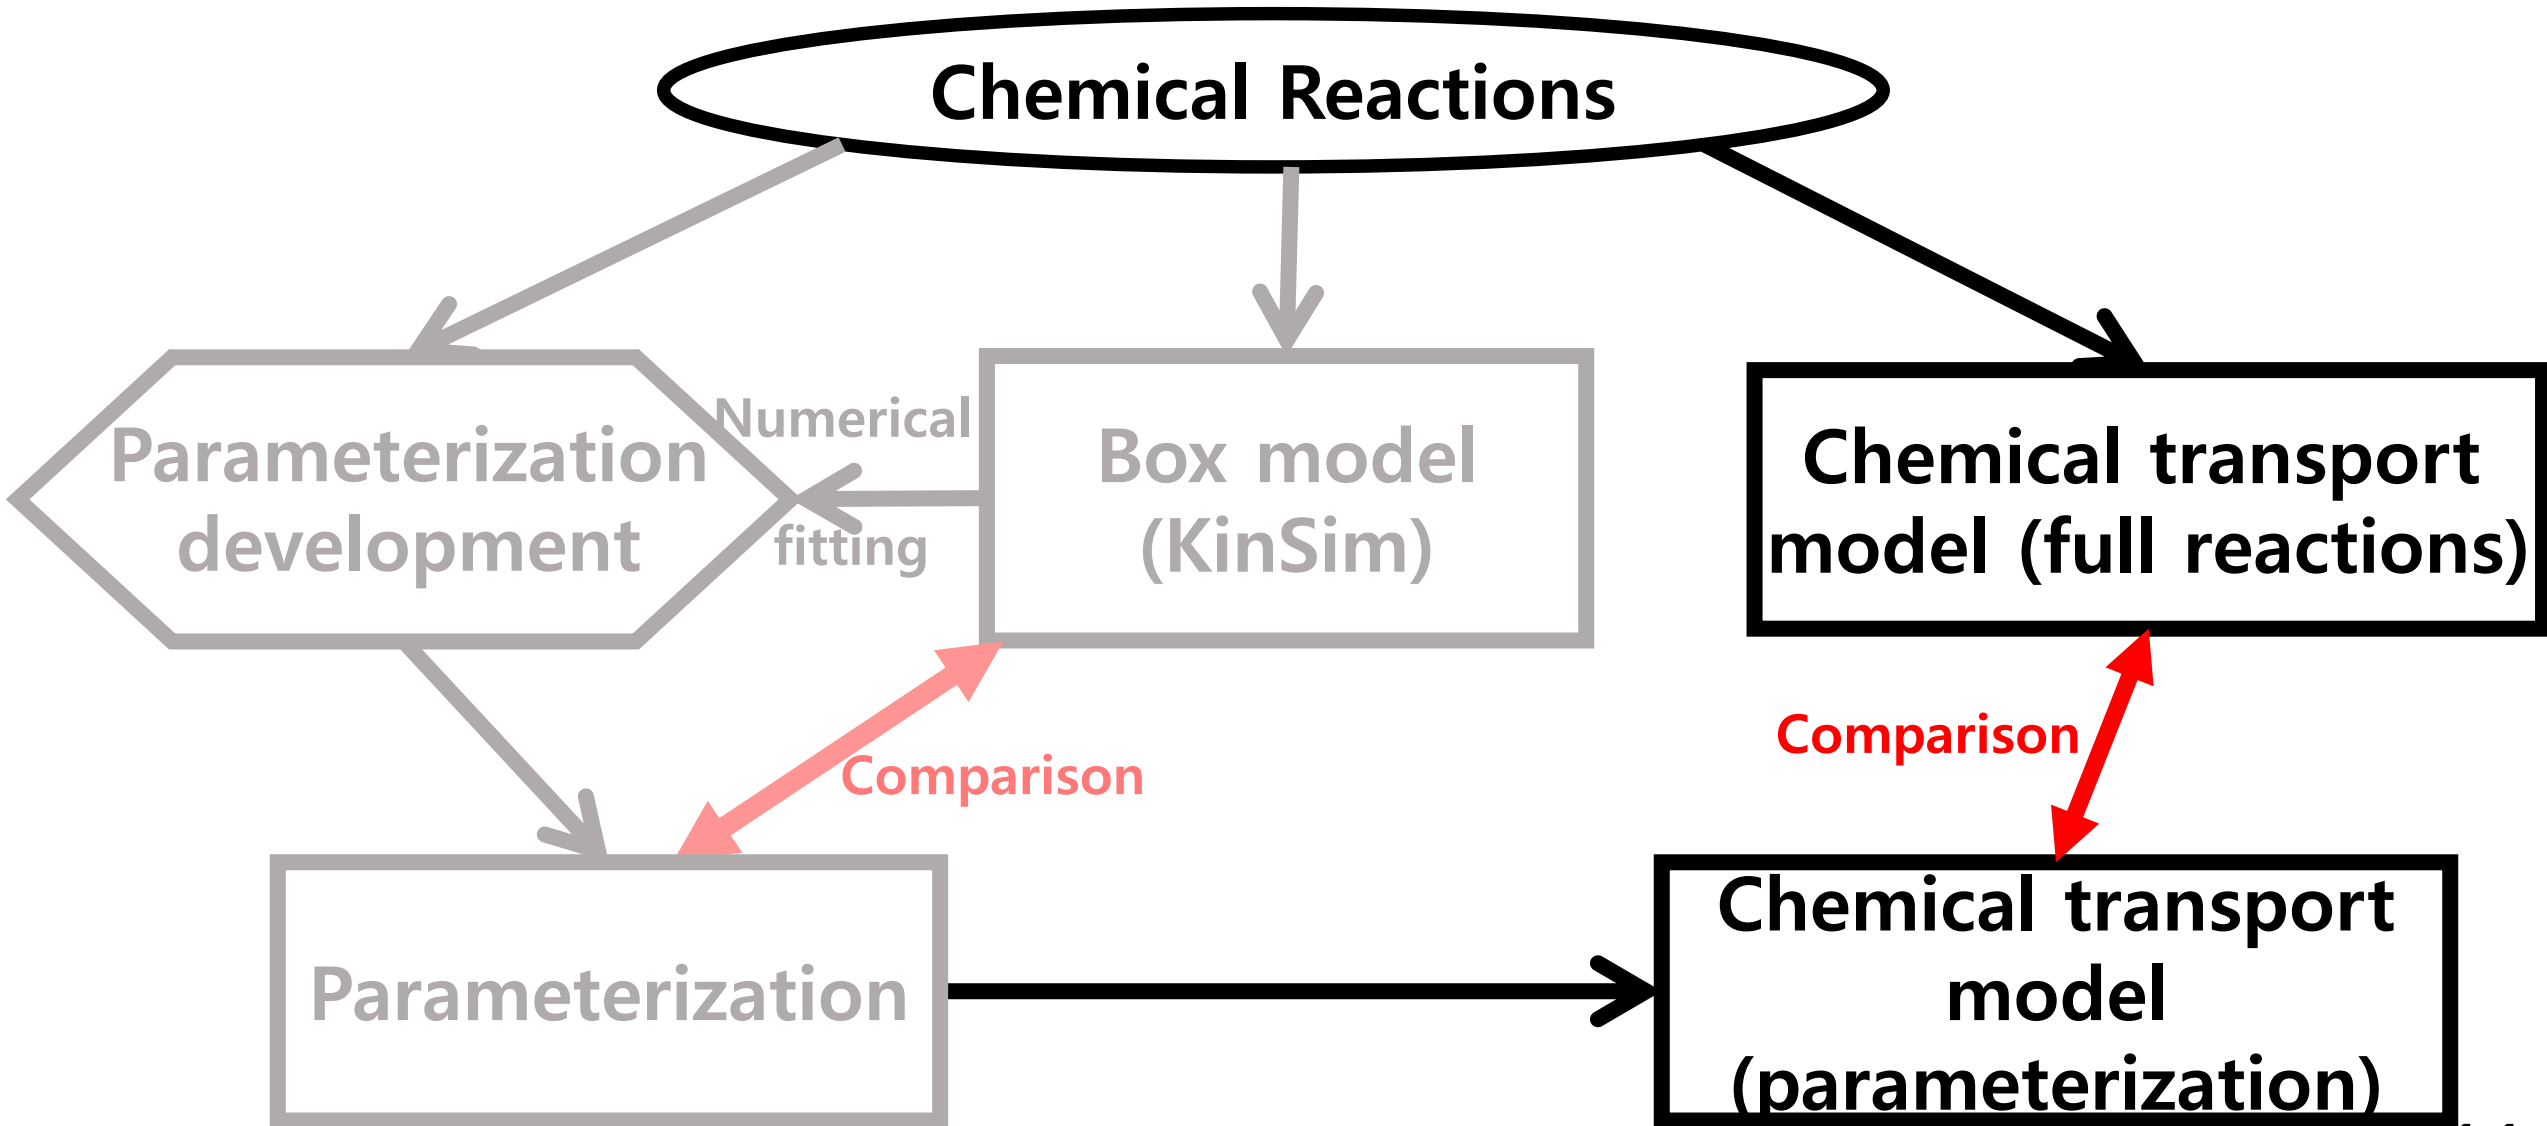 Chemical Reactions
Parameterization
development
Numerical
fitting
Box model
(KinSim)
Chemical transport
model (full reactions)
Comparison
Comparison
Parameterization
Chemical transport
model
(parameterization)